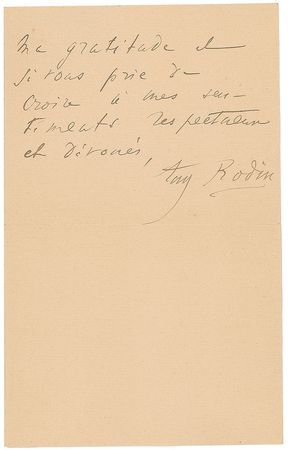 ma gratitude et
je vous prie de
croire à mes sen-
timents respectueux
et dévoués,
Aug Rodin